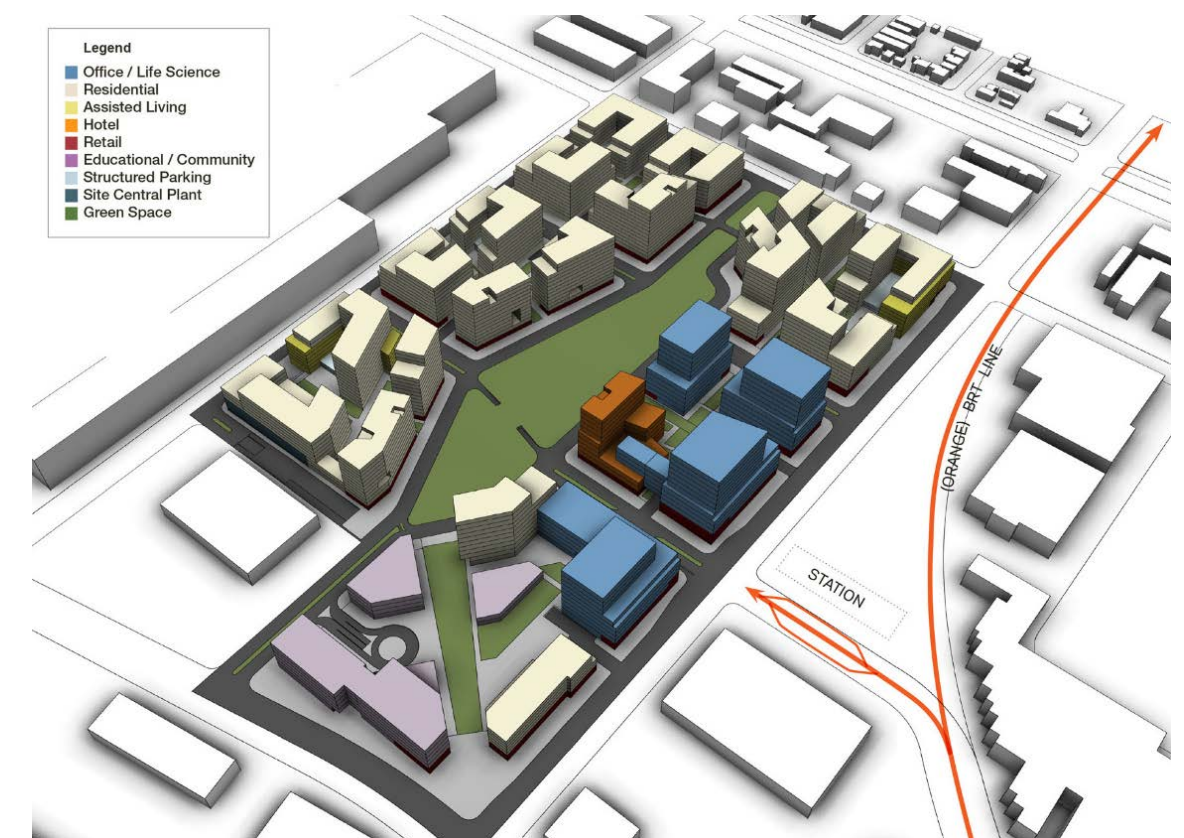 Legend
Office / Life Science
Residential
Assisted Living
Hotel
Retail
Educational / Community
Structured Parking
Site Central Plant
Green Space
(ORANGE) BRT LINE
STATION